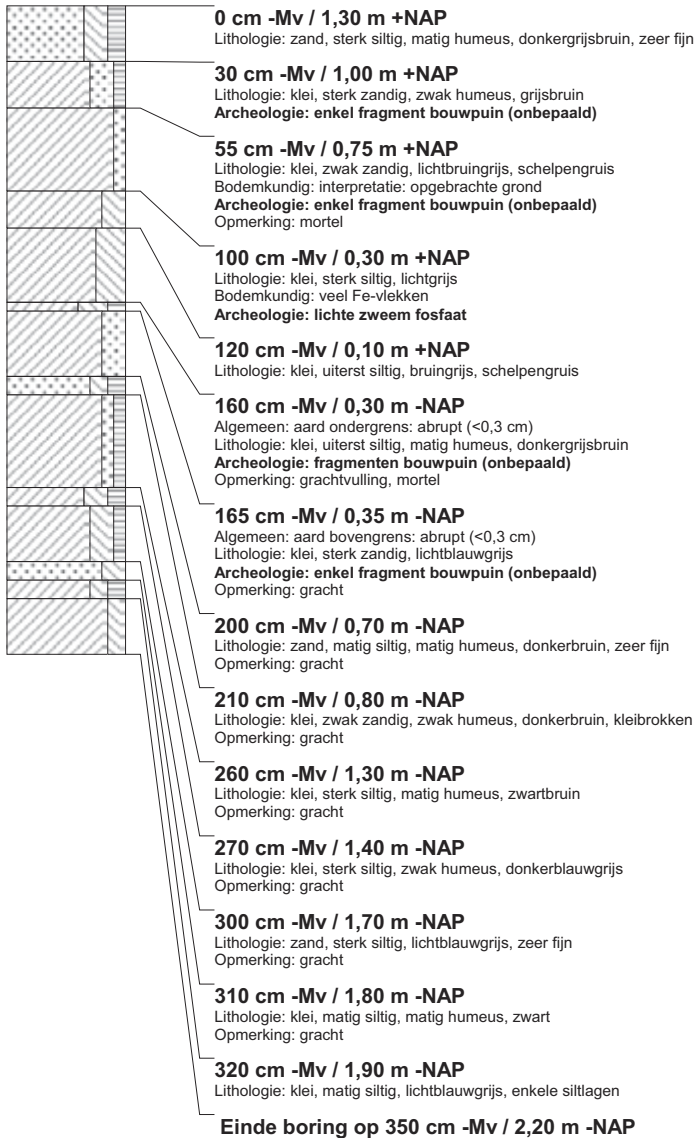 0 cm -Mv / 1,30 m +NAP
Lithologie: zand, sterk siltig, matig humeus, donkergrijsbruin, zeer fijn
30 cm -Mv / 1,00 m +NAP
Lithologie: klei, sterk zandig, zwak humeus, grijsbruin
Archeologie: enkel fragment bouwpuin (onbepaald)
55 cm -Mv / 0,75 m +NAP
Lithologie: klei, zwak zandig, lichtbruingrijs, schelpengruis
Bodemkundig: interpretatie: opgebrachte grond
Archeologie: enkel fragment bouwpuin (onbepaald)
Opmerking: mortel
100 cm -Mv / 0,30 m +NAP
Lithologie: klei, sterk siltig, lichtgrijs
Bodemkundig: veel Fe-vlekken
Archeologie: lichte zweem fosfaat
120 cm -Mv / 0,10 m +NAP
Lithologie: klei, uiterst siltig, bruingrijs, schelpengruis
160 cm -Mv / 0,30 m -NAP
Algemeen: aard ondergrens: abrupt (<0,3 cm)
Lithologie: klei, uiterst siltig, matig humeus, donkergrijsbruin
Archeologie: fragmenten bouwpuin (onbepaald)
Opmerking: grachtvulling, mortel
165 cm -Mv / 0,35 m -NAP
Algemeen: aard bovengrens: abrupt (<0,3 cm)
Lithologie: klei, sterk zandig, lichtblauwgrijs
Archeologie: enkel fragment bouwpuin (onbepaald)
Opmerking: gracht
200 cm -Mv / 0,70 m -NAP
Lithologie: zand, matig siltig, matig humeus, donkerbruin, zeer fijn
Opmerking: gracht
210 cm -Mv / 0,80 m -NAP
Lithologie: klei, zwak zandig, zwak humeus, donkerbruin, kleibrokken
Opmerking: gracht
260 cm -Mv / 1,30 m -NAP
Lithologie: klei, sterk siltig, matig humeus, zwartbruin
Opmerking: gracht
270 cm -Mv / 1,40 m -NAP
Lithologie: klei, sterk siltig, zwak humeus, donkerblauwgrijs
Opmerking: gracht
300 cm -Mv / 1,70 m -NAP
Lithologie: zand, sterk siltig, lichtblauwgrijs, zeer fijn
Opmerking: gracht
310 cm -Mv / 1,80 m -NAP
Lithologie: klei, matig siltig, matig humeus, zwart
Opmerking: gracht
320 cm -Mv / 1,90 m -NAP
Lithologie: klei, matig siltig, lichtblauwgrijs, enkele siltlagen
Einde boring op 350 cm -Mv / 2,20 m -NAP